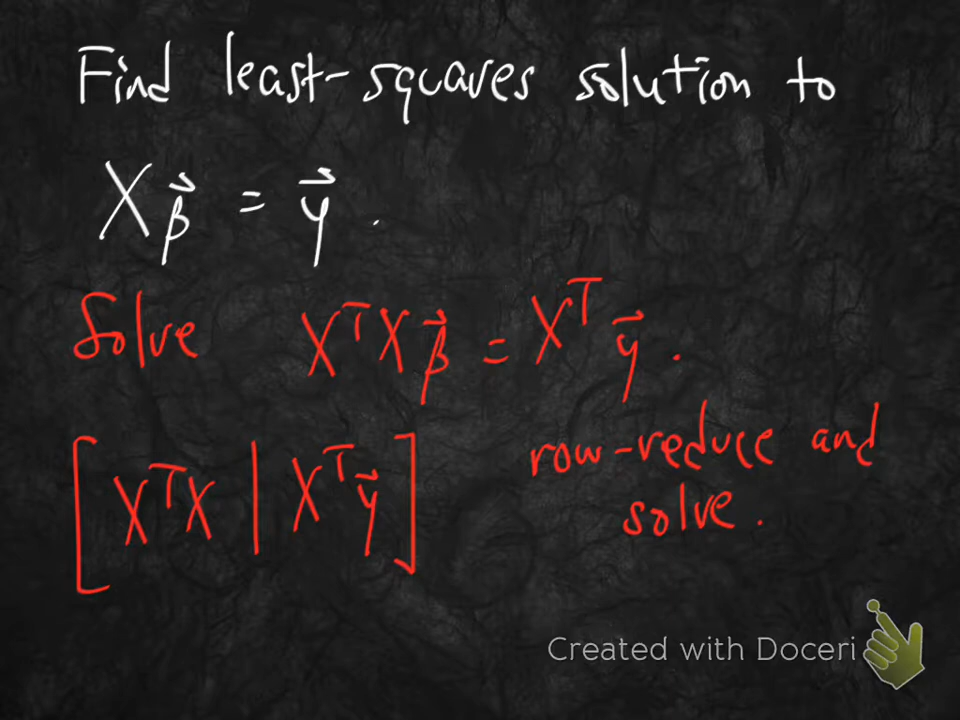 Find least-squares solution to
Xβ⃗ = y⃗.
Solve XᵀXβ⃗ = Xᵀy⃗.
[XᵀX | Xᵀy⃗] row-reduce and
solve.
Created with Doceri